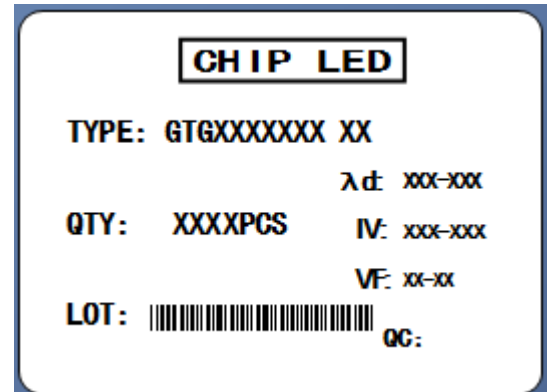 CHIP LED
TYPE: GTGXXXXXXX XX
λd: XXX-XXX
QTY: XXXXPCS
IV: XXX-XXX
VF: XX-XX
LOT:
QC: